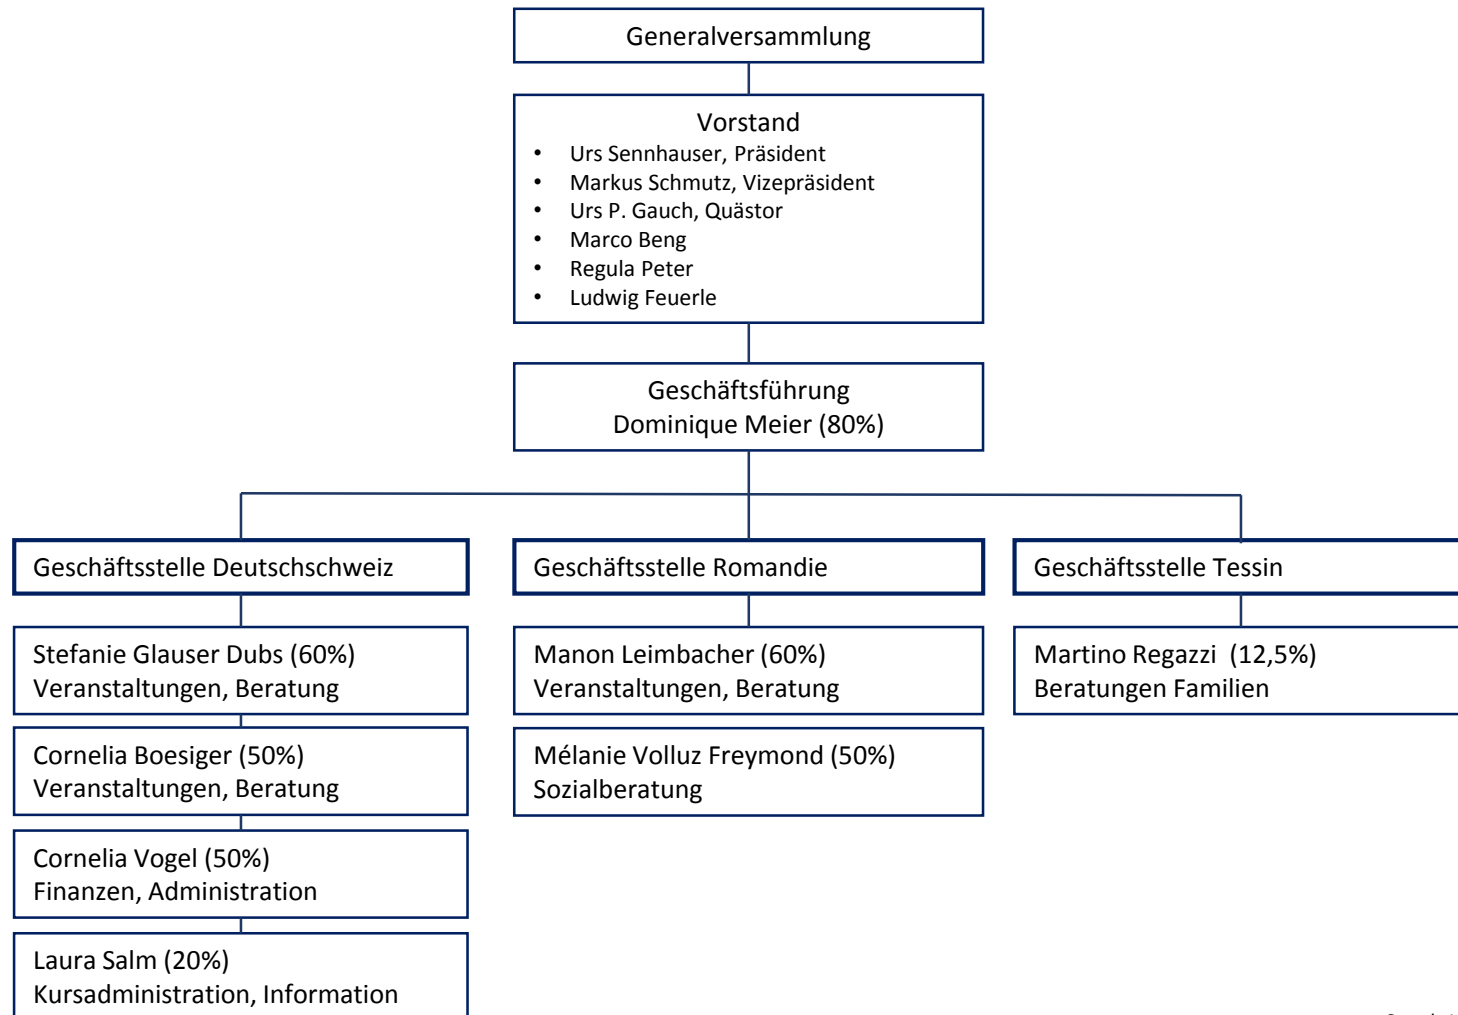 Generalversammlung
Vorstand
• Urs Sennhauser, Präsident
• Markus Schmutz, Vizepräsident
• Urs P. Gauch, Quästor
• Marco Beng
• Regula Peter
• Ludwig Feuerle
Geschäftsführung
Dominique Meier (80%)
Geschäftsstelle Deutschschweiz
Stefanie Glauser Dubs (60%)
Veranstaltungen, Beratung
Cornelia Boesiger (50%)
Veranstaltungen, Beratung
Cornelia Vogel (50%)
Finanzen, Administration
Laura Salm (20%)
Kursadministration, Information
Geschäftsstelle Romandie
Manon Leimbacher (60%)
Veranstaltungen, Beratung
Mélanie Volluz Freymond (50%)
Sozialberatung
Geschäftsstelle Tessin
Martino Regazzi (12,5%)
Beratungen Familien